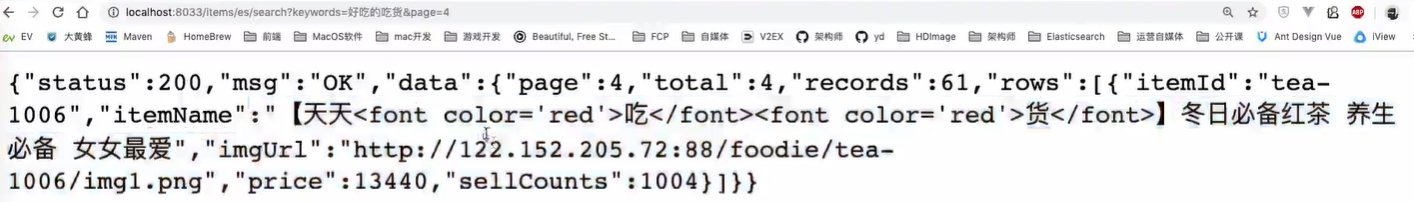 localhost:8033/items/es/search?keywords=好吃的吃货&page=4
EV 大黄蜂 Maven HomeBrew 前端 MacOS软件 mac开发 游戏开发 Beautiful, Free St... FCP 自媒体 V2EX 架构师 yd HDImage 架构师 Elasticsearch 运营自媒体 公开课 Ant Design Vue iView
{"status":200,"msg":"OK","data":{"page":4,"total":4,"records":61,"rows":[{"itemId":"tea-
1006","itemName":"【天天<font color='red'>吃</font><font color='red'>货</font>】冬日必备红茶 养生
必备 女女最爱","imgUrl":"http://122.152.205.72:88/foodie/tea-
1006/img1.png","price":13440,"sellCounts":1004}]}}